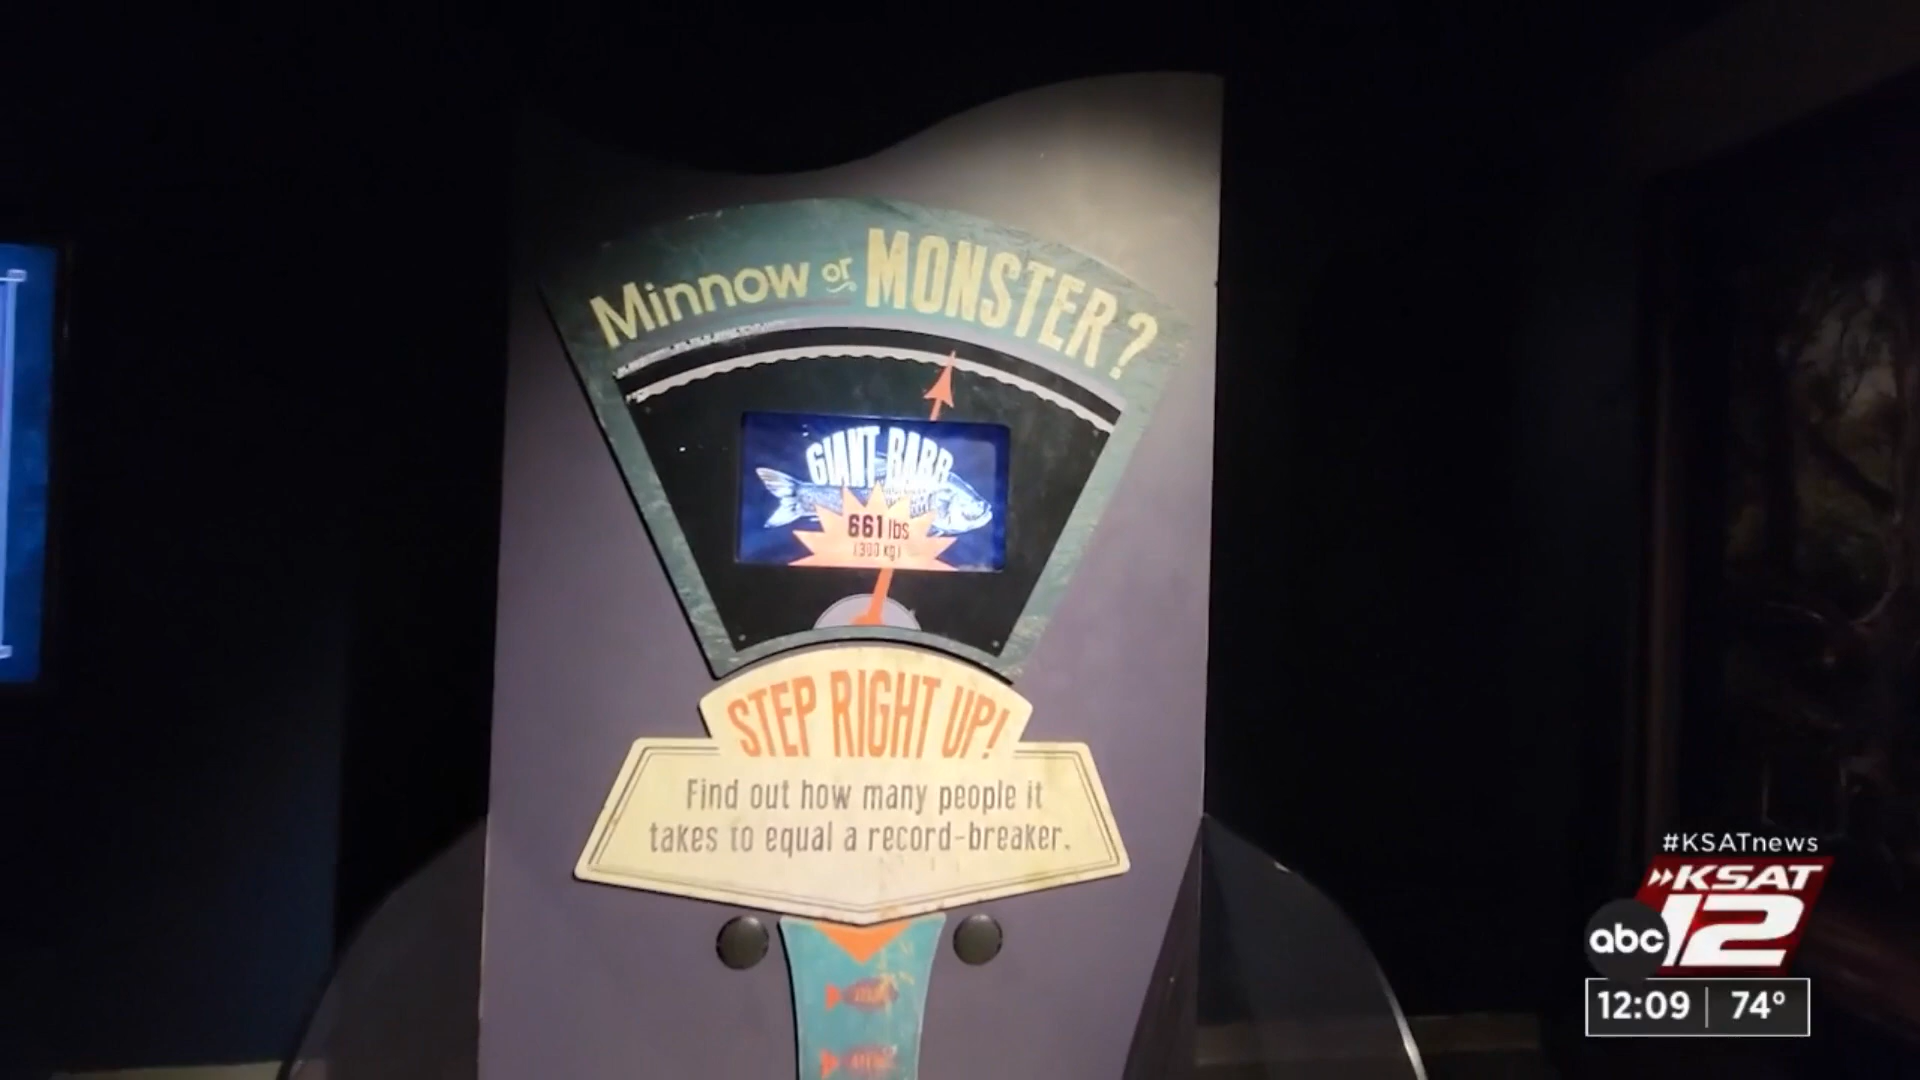 Minnow or MONSTER?
GIANT BARB
661 lbs
(300 kg)
STEP RIGHT UP!
Find out how many people it
takes to equal a record-breaker.
#KSATnews
KSAT
abc 12
12:09 74°